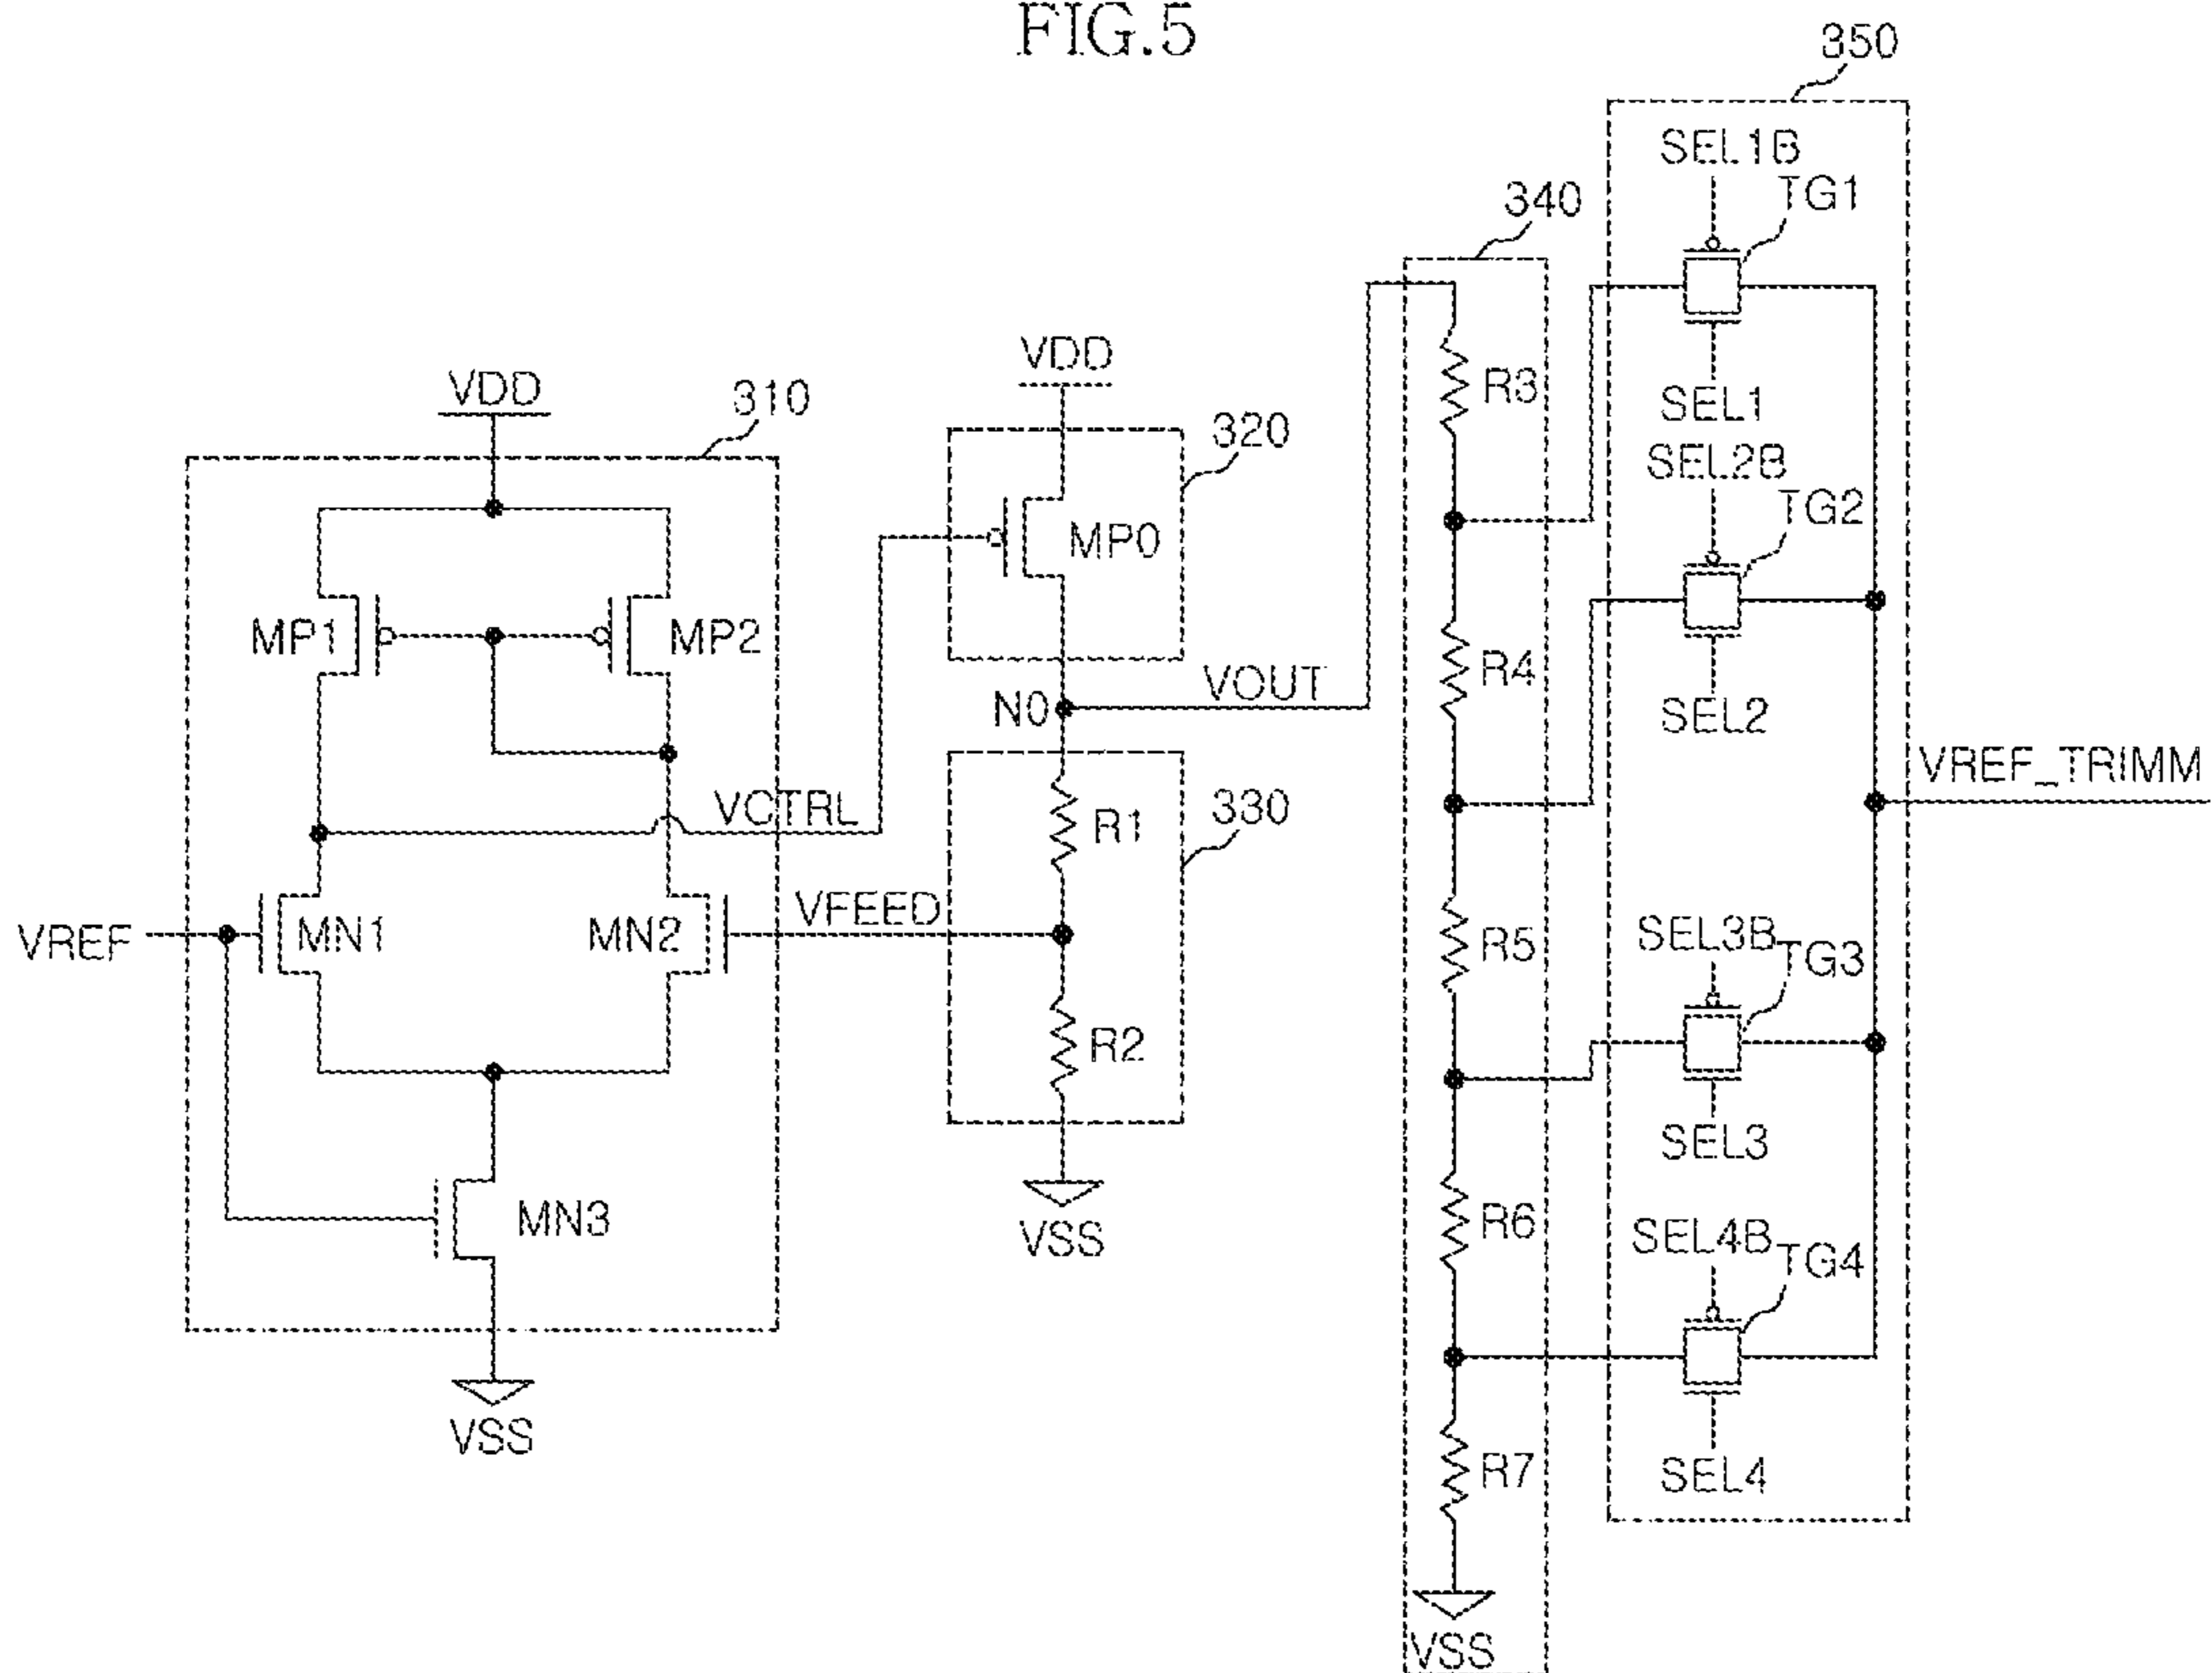 FIG.5
350
SEL1B
TG1
340
SEL1
SEL2B
TG2
SEL2
SEL3B
TG3
SEL3
SEL4B
TG4
SEL4
VREF_TRIMM
R3
R4
R5
R6
R7
VSS
VDD
320
MP0
N0
VOUT
330
R1
R2
VSS
VDD
310
MP1
MP2
VCTRL
VFEED
VREF
MN1
MN2
MN3
VSS